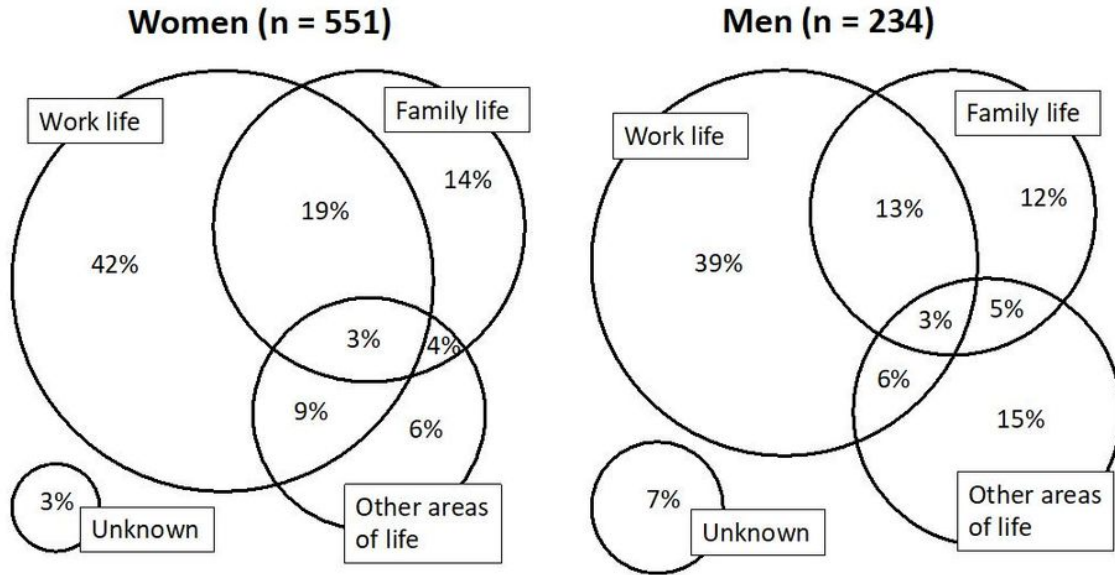 Women (n = 551)
Work life
Family life
14%
19%
42%
3%
4%
9%
6%
3%
Unknown
Other areas
of life
Men (n = 234)
Work life
Family life
12%
13%
39%
3%
5%
6%
15%
7%
Unknown
Other areas
of life